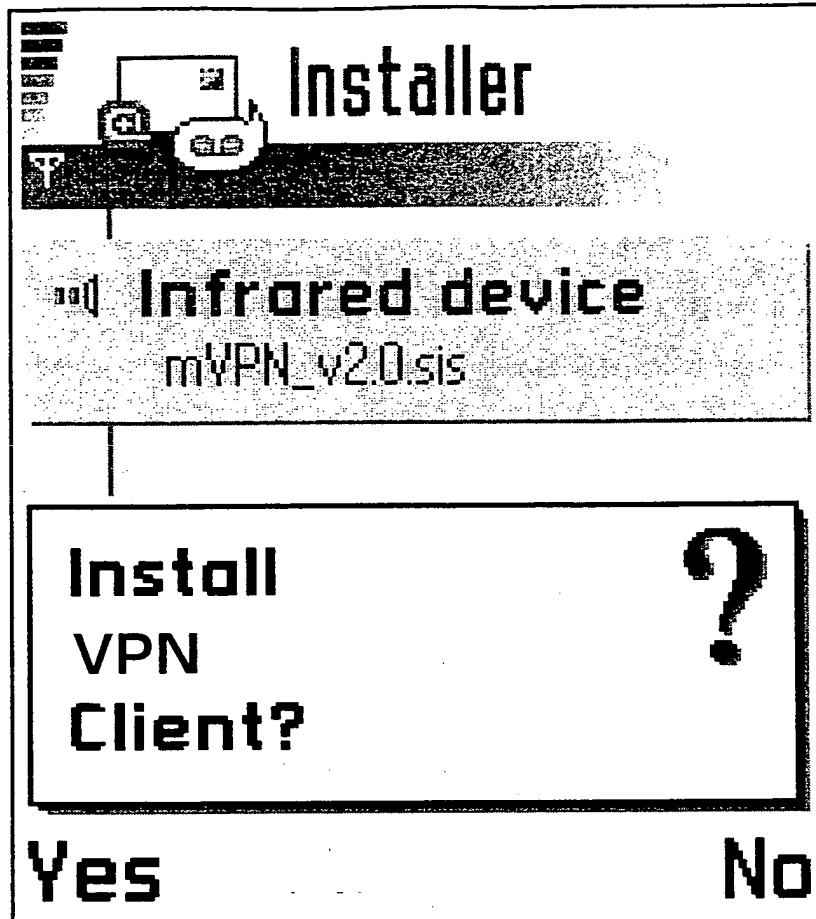 Installer
Infrared device
mVPN_v2.0.sis
Install
VPN
Client?
?
Yes
No